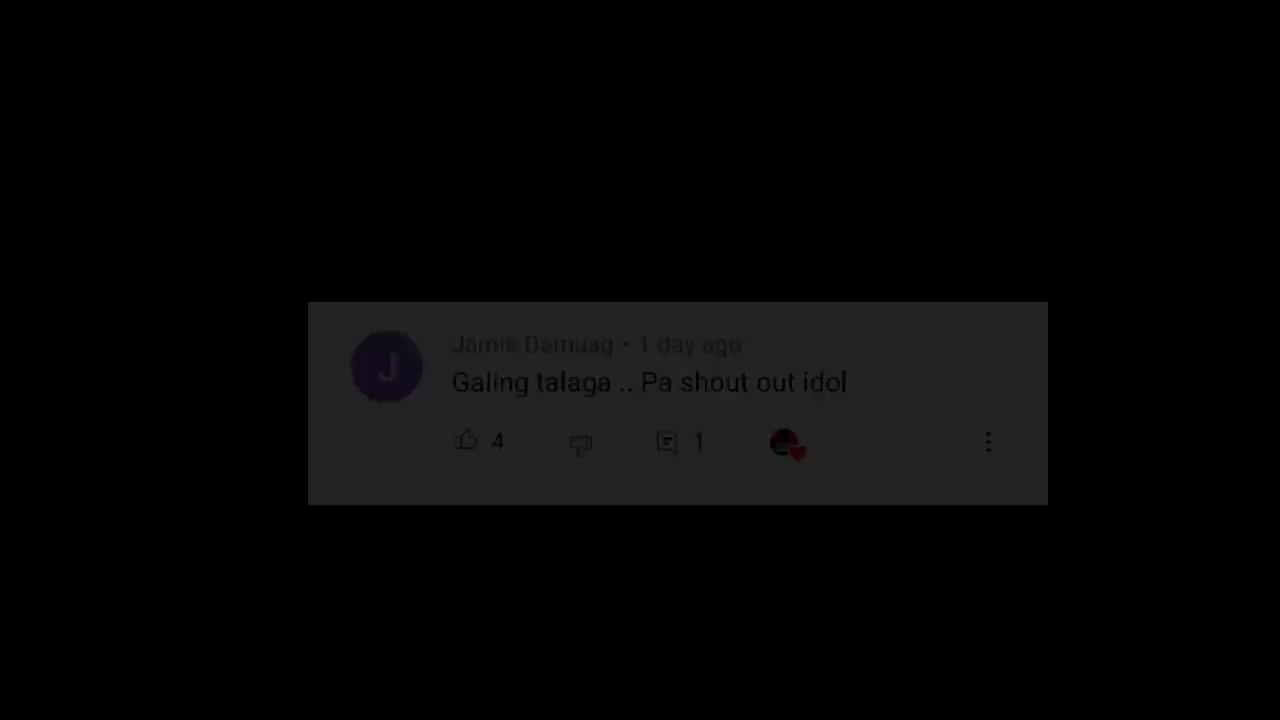 Jamie Damuag • 1 day ago
J
Galing talaga .. Pa shout out idol
4 1